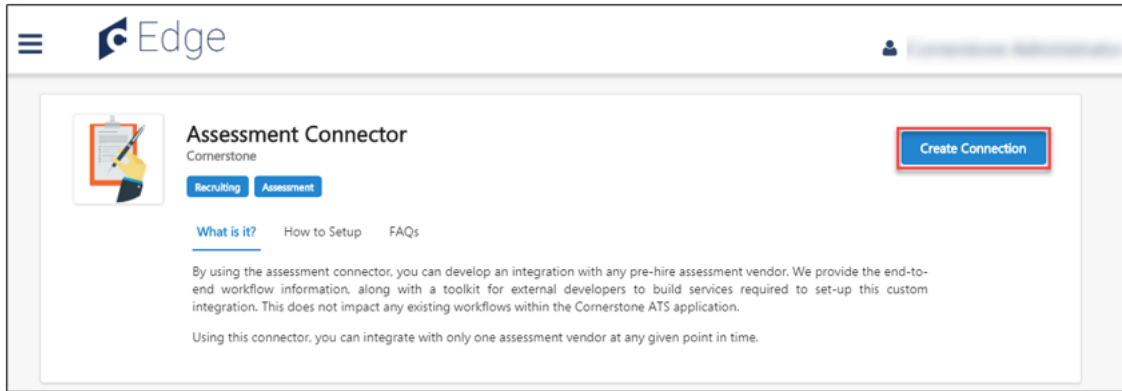 Edge
Assessment Connector
Cornerstone
Create Connection
Recruiting Assessment
What is it? How to Setup FAQs
By using the assessment connector, you can develop an integration with any pre-hire assessment vendor. We provide the end-to-
end workflow information, along with a toolkit for external developers to build services required to set-up this custom
integration. This does not impact any existing workflows within the Cornerstone ATS application.
Using this connector, you can integrate with only one assessment vendor at any given point in time.